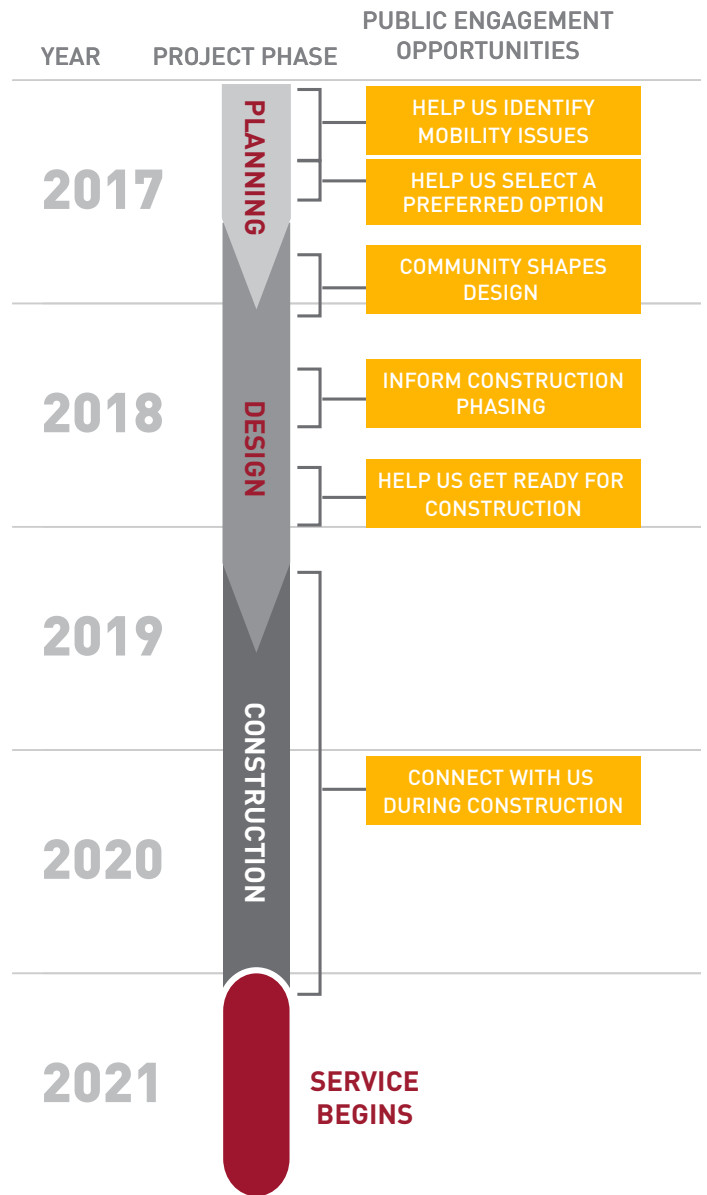 YEAR
PROJECT PHASE
PUBLIC ENGAGEMENT
OPPORTUNITIES
2017
PLANNING
HELP US IDENTIFY
MOBILITY ISSUES
HELP US SELECT A
PREFERRED OPTION
COMMUNITY SHAPES
DESIGN
2018
DESIGN
INFORM CONSTRUCTION
PHASING
HELP US GET READY FOR
CONSTRUCTION
2019
CONSTRUCTION
CONNECT WITH US
DURING CONSTRUCTION
2020
2021
SERVICE
BEGINS